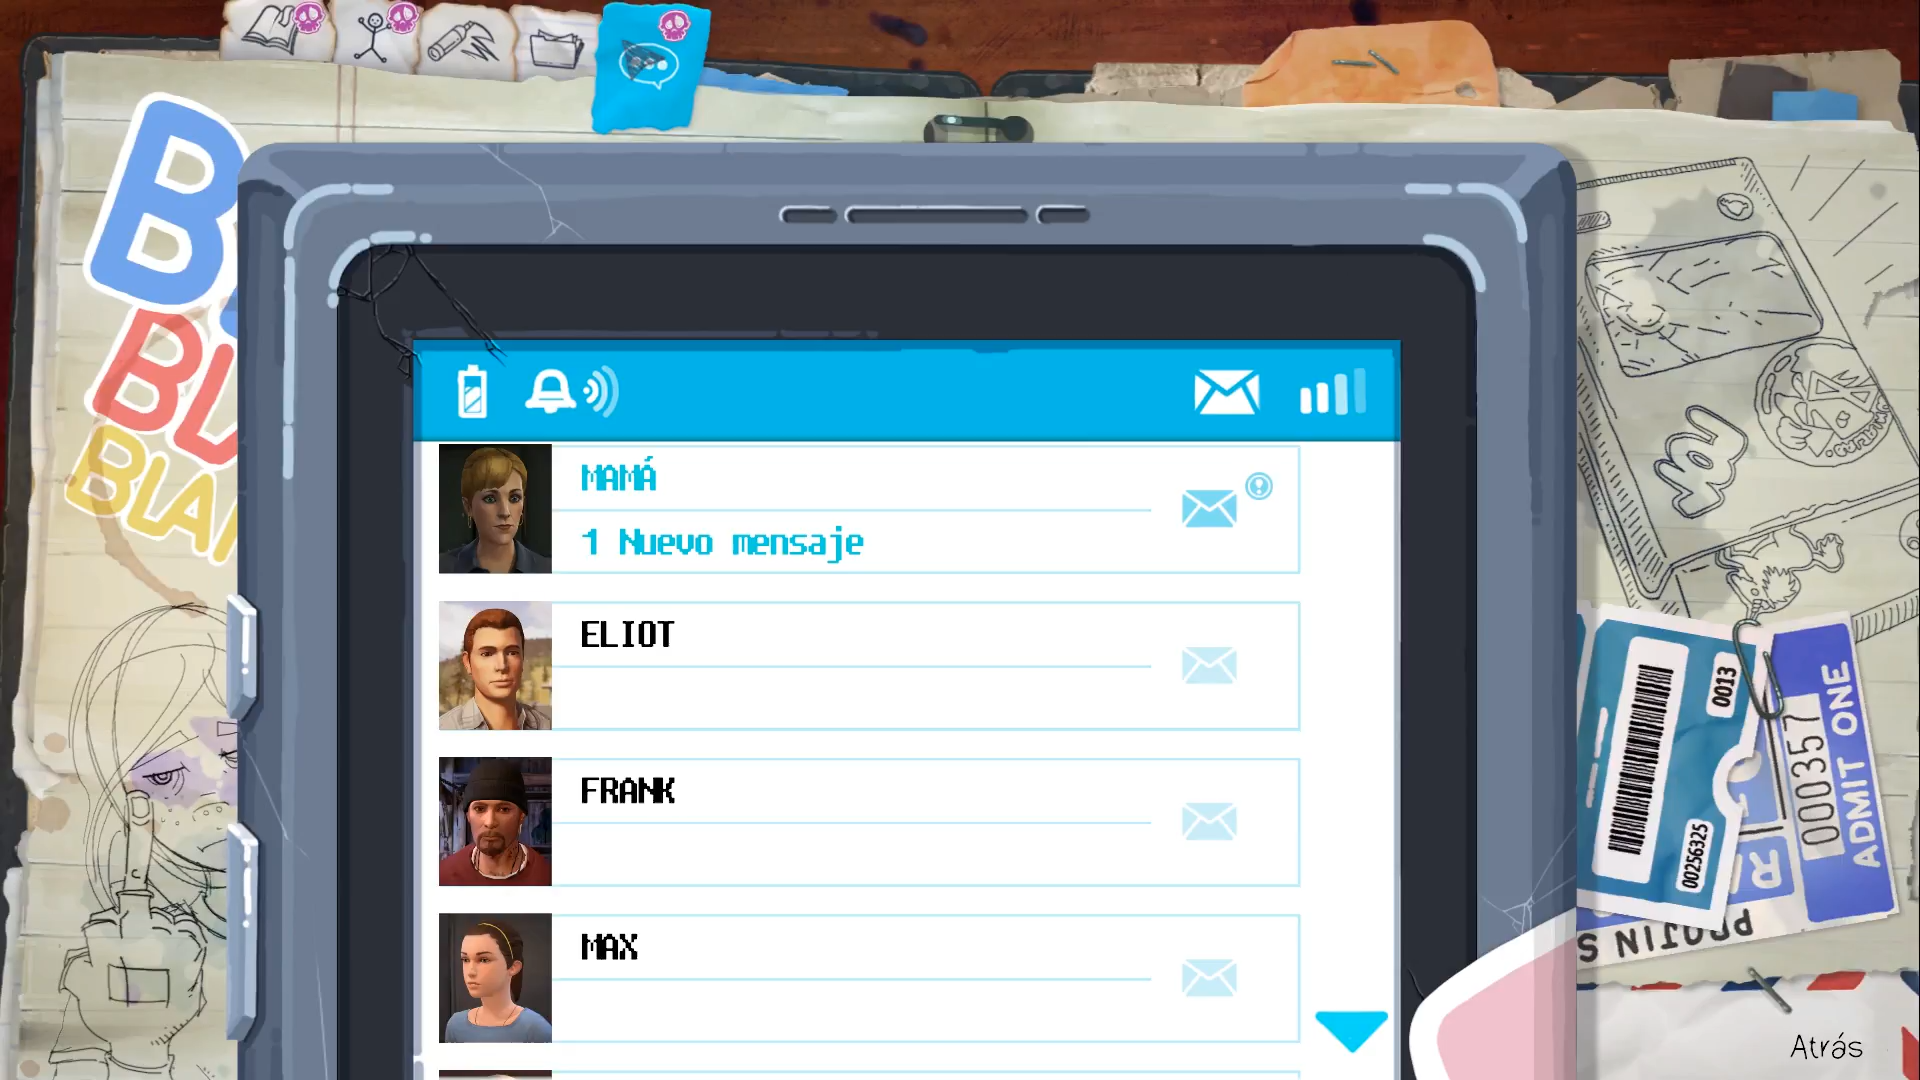 MAMÁ
1 Nuevo mensaje
ELIOT
FRANK
MAX
0013
00256325
000357
ADMIT ONE
Atrás